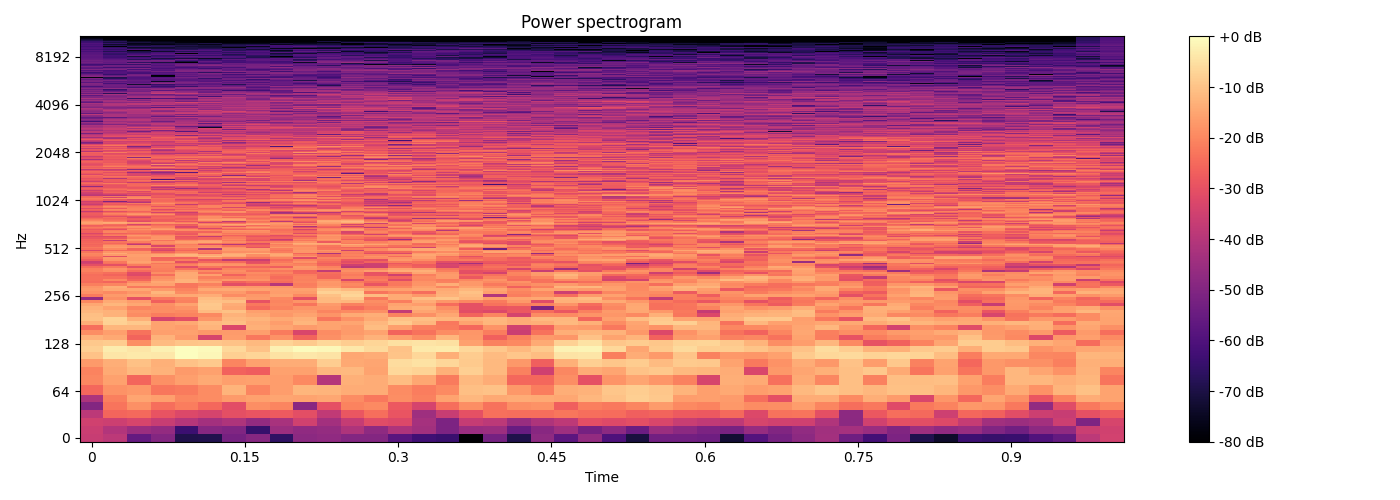 Power spectrogram
Hz
8192
4096
2048
1024
512
256
128
64
0
0 0.15 0.3 0.45 0.6 0.75 0.9
Time
+0 dB
-10 dB
-20 dB
-30 dB
-40 dB
-50 dB
-60 dB
-70 dB
-80 dB